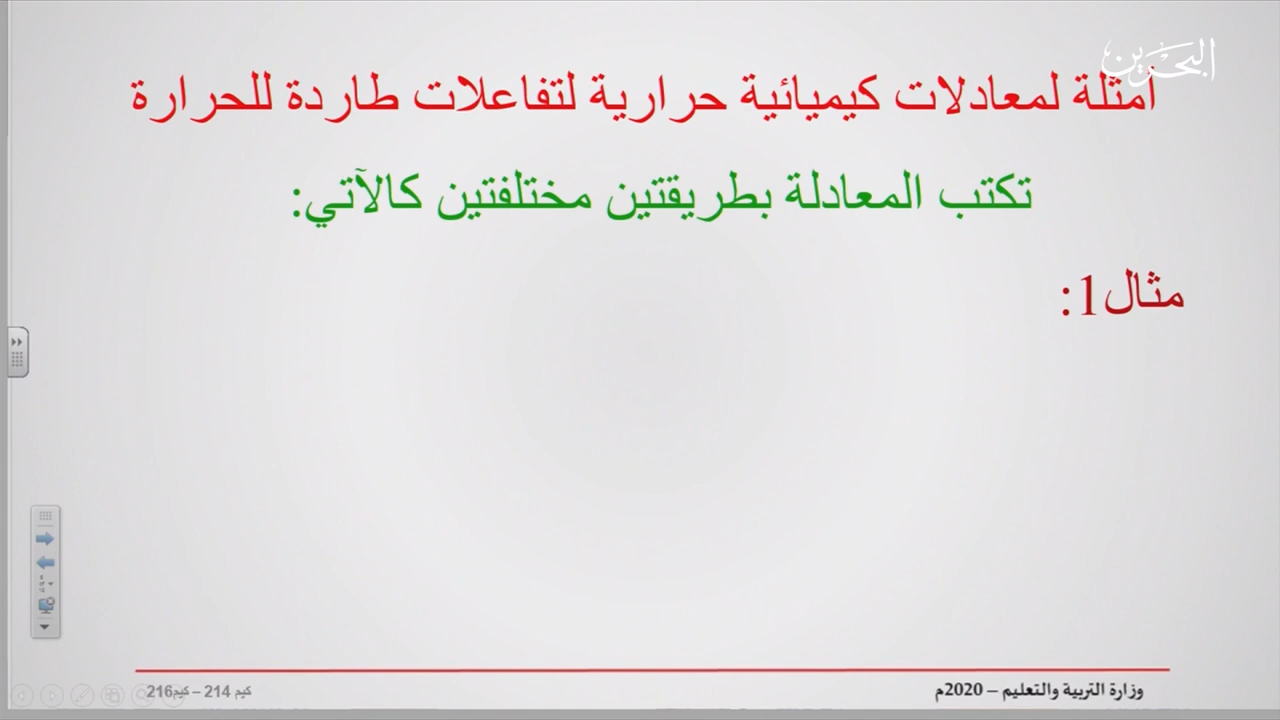 البحرين
أمثلة لمعادلات كيميائية حرارية لتفاعلات طاردة للحرارة
تكتب المعادلة بطريقتين مختلفتين كالآتي:
مثال1:
وزارة التربية والتعليم – 2020م
كيم 214 – كيم216